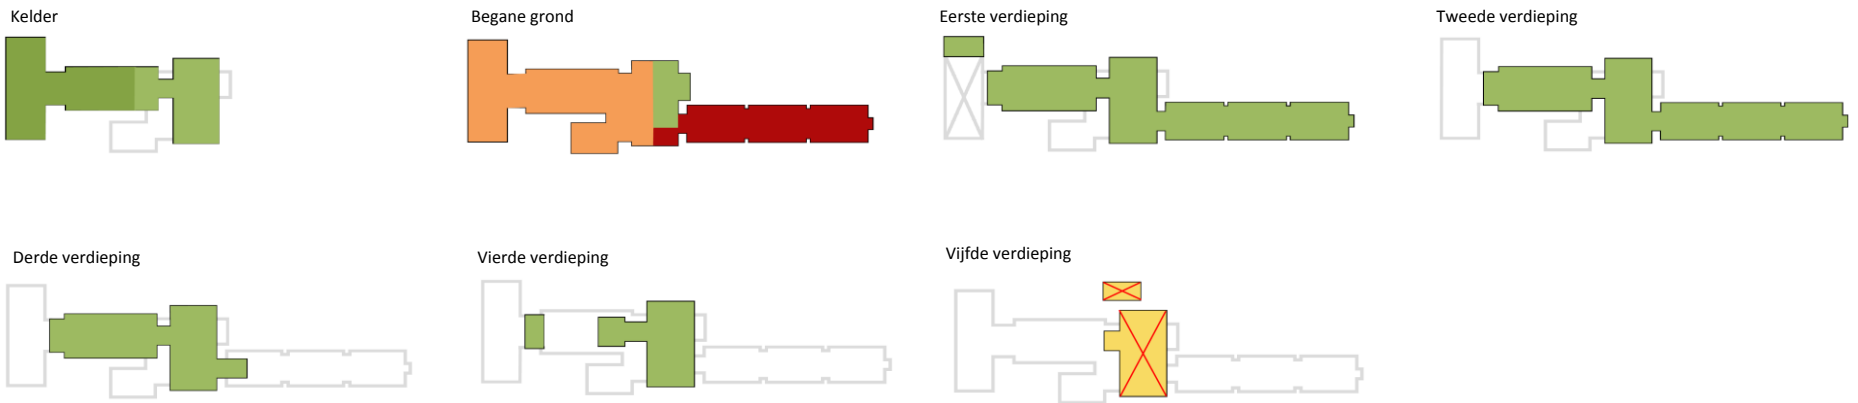 Kelder
Begane grond
Eerste verdieping
Tweede verdieping
Derde verdieping
Vierde verdieping
Vijfde verdieping